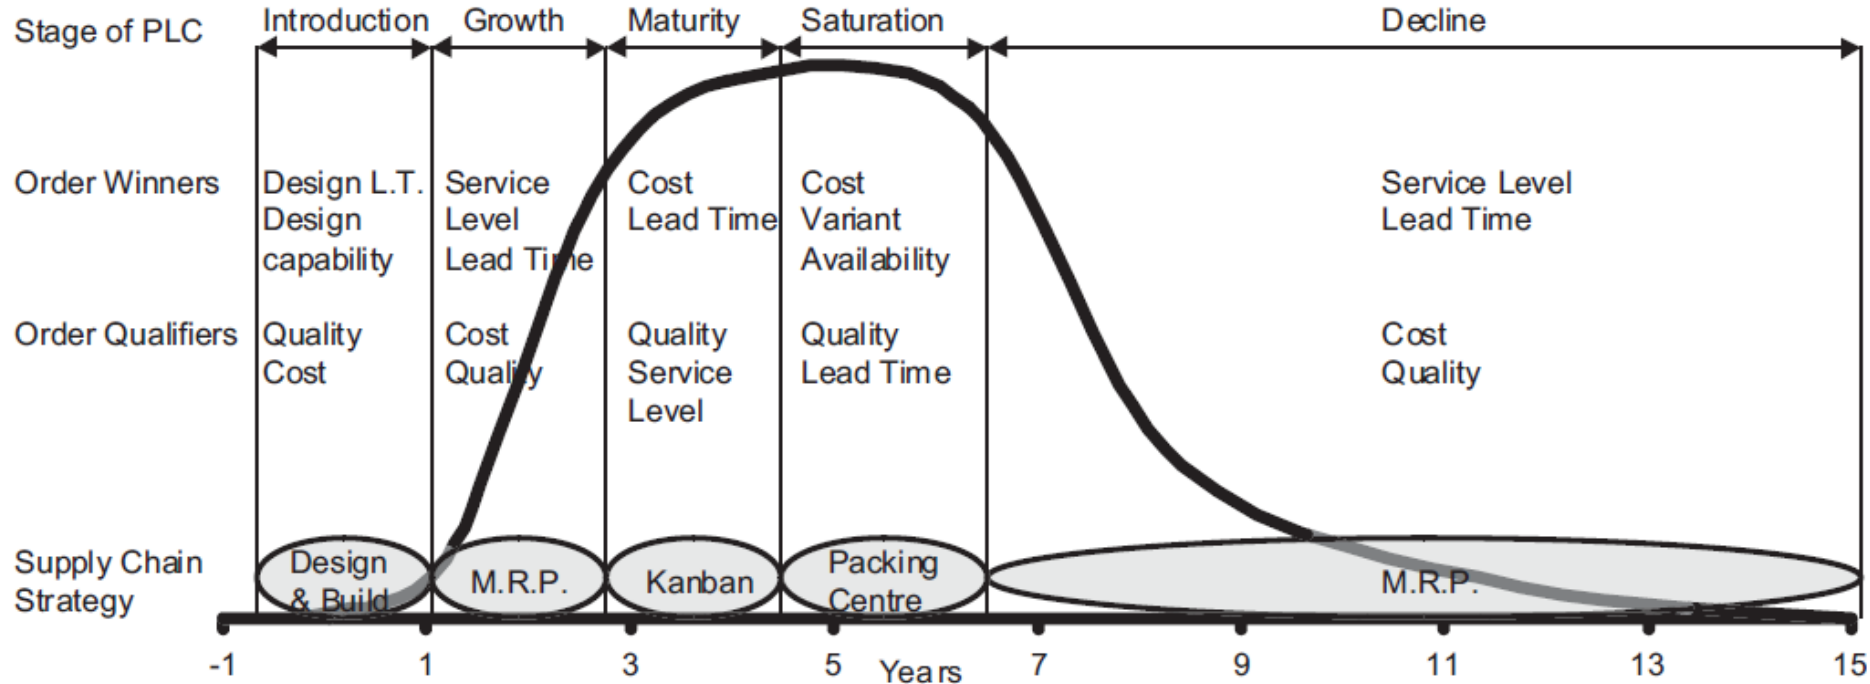 Stage of PLC Introduction Growth Maturity Saturation Decline
Order Winners Design L.T. Service Cost Cost Service Level
Design Level Lead Time Variant Lead Time
capability Lead Time Availability
Order Qualifiers Quality Cost Quality Quality Cost
Cost Quality Service Lead Time Quality
Level
Supply Chain Design M.R.P. Kanban Packing M.R.P.
Strategy & Build Centre
-1 1 3 5 Years 7 9 11 13 15